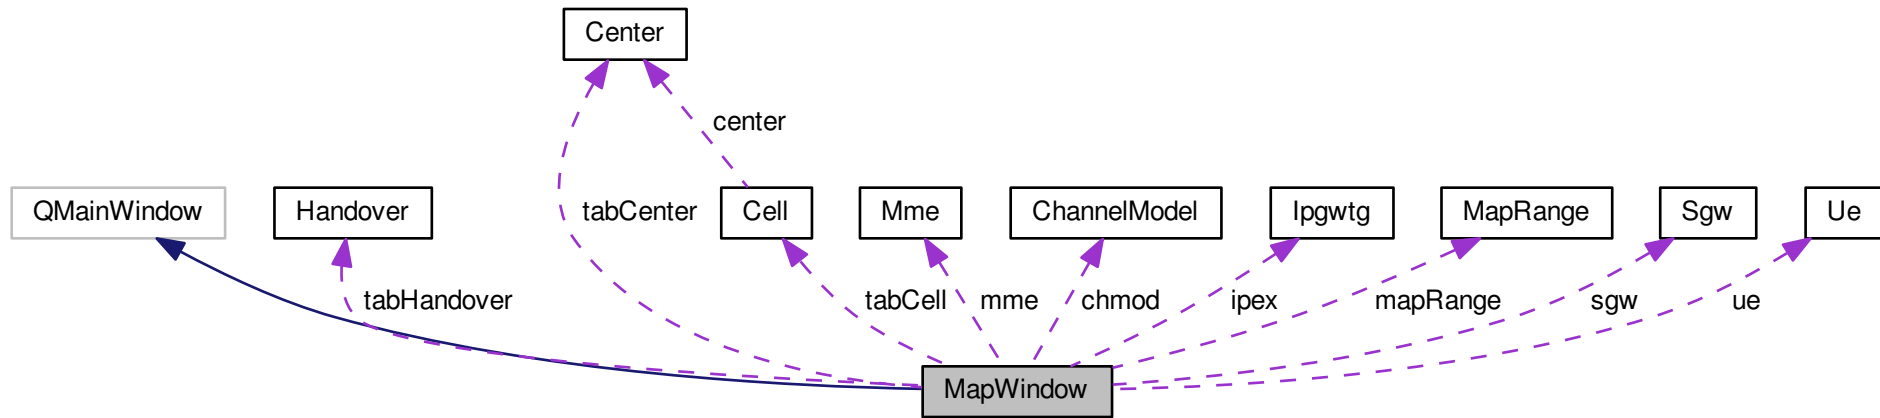 Center
center
QMainWindow
Handover
tabCenter
Cell
Mme
ChannelModel
Ipgwtg
MapRange
Sgw
Ue
tabHandover
tabCell
mme
chmod
ipex
mapRange
sgw
ue
MapWindow